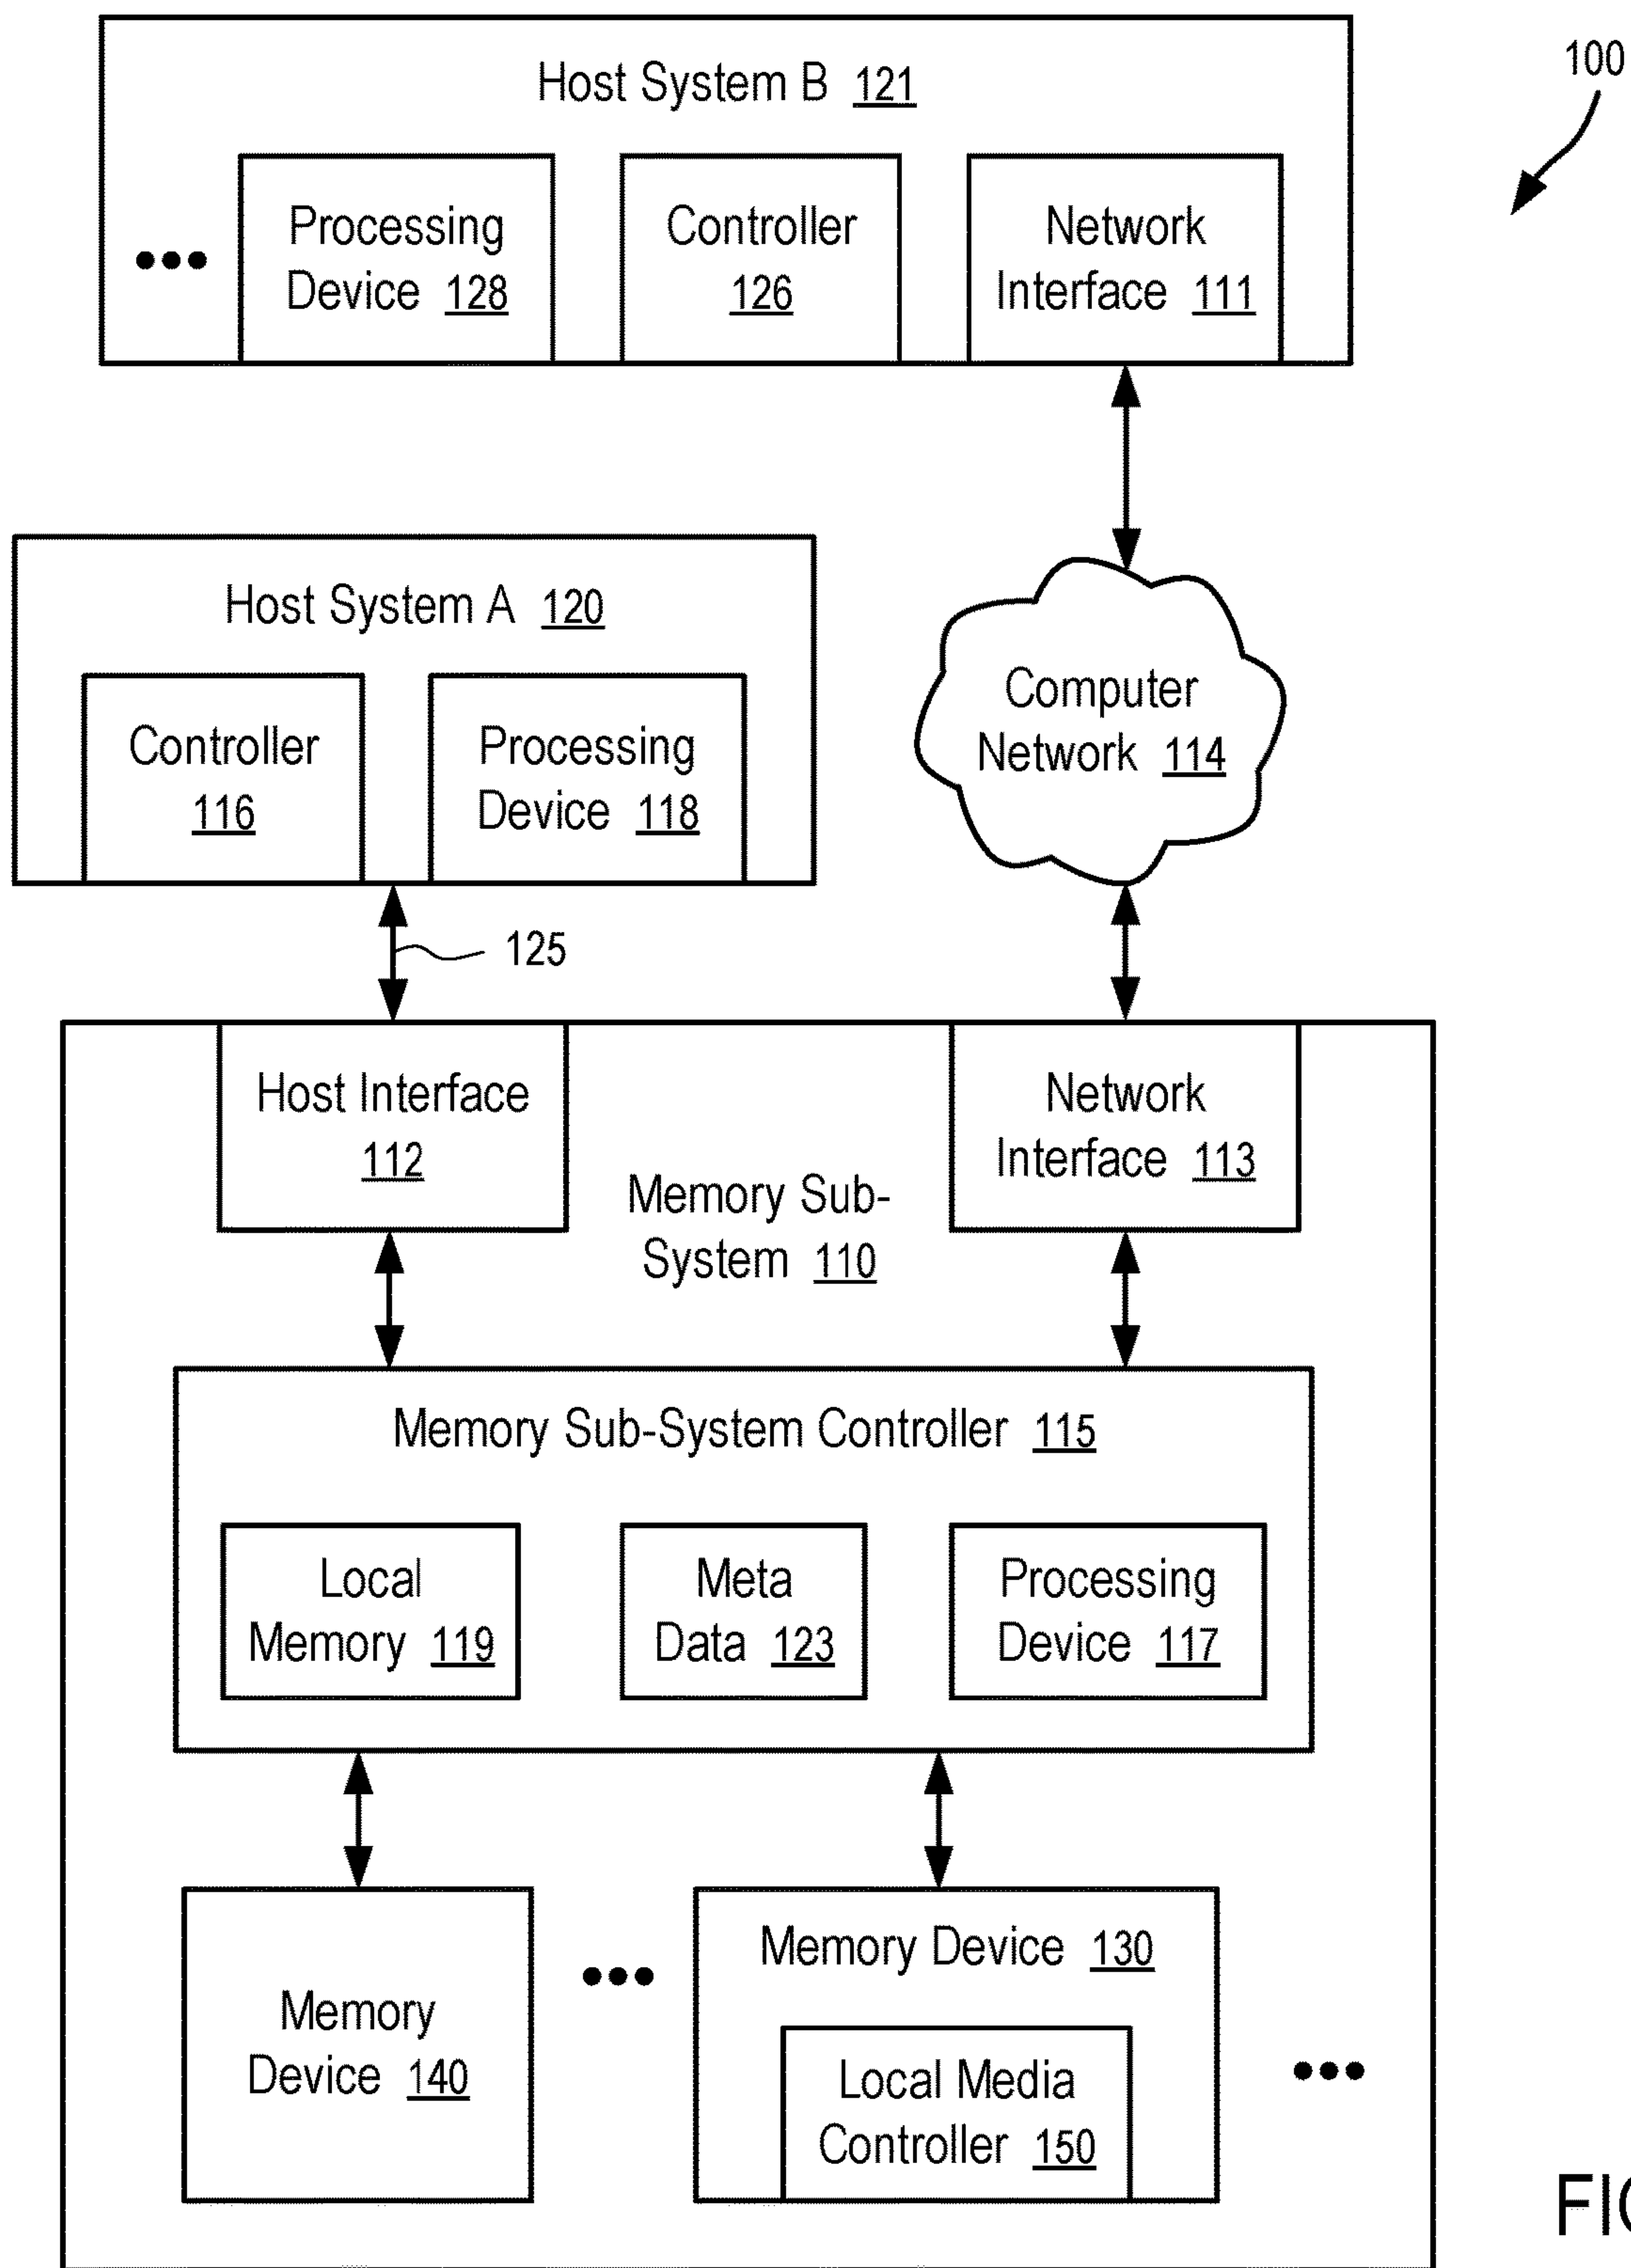 100
Host System B 121
Processing
Device 128
Controller
126
Network
Interface 111
Host System A 120
Controller
116
Processing
Device 118
Computer
Network 114
125
Host Interface
112
Memory Sub-
System 110
Network
Interface 113
Memory Sub-System Controller 115
Local
Memory 119
Meta
Data 123
Processing
Device 117
Memory
Device 140
Memory Device 130
Local Media
Controller 150